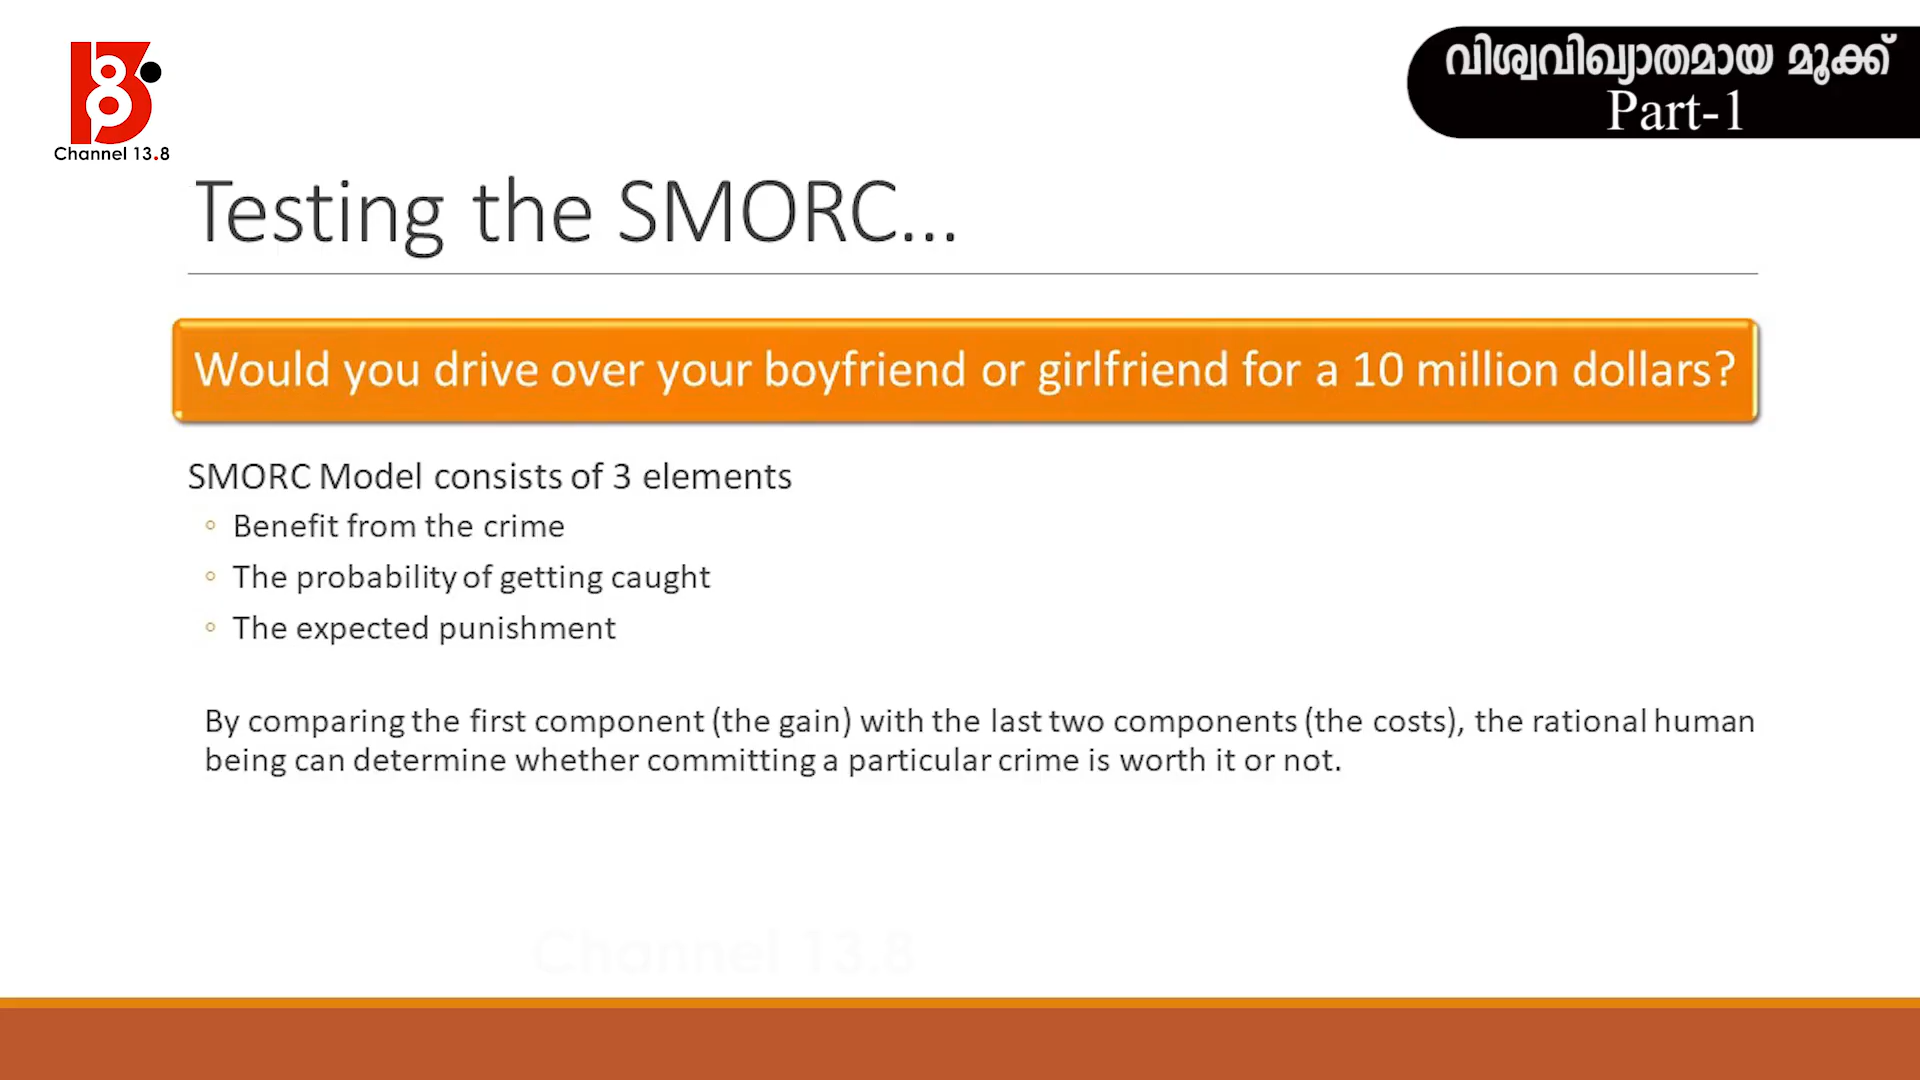 Channel 13.8
വിശ്വവിഖ്യാതമായ മൂക്ക്
Part-1
Testing the SMORC...
Would you drive over your boyfriend or girlfriend for a 10 million dollars?
SMORC Model consists of 3 elements
◦ Benefit from the crime
◦ The probability of getting caught
◦ The expected punishment
By comparing the first component (the gain) with the last two components (the costs), the rational human
being can determine whether committing a particular crime is worth it or not.
Channel 13.8